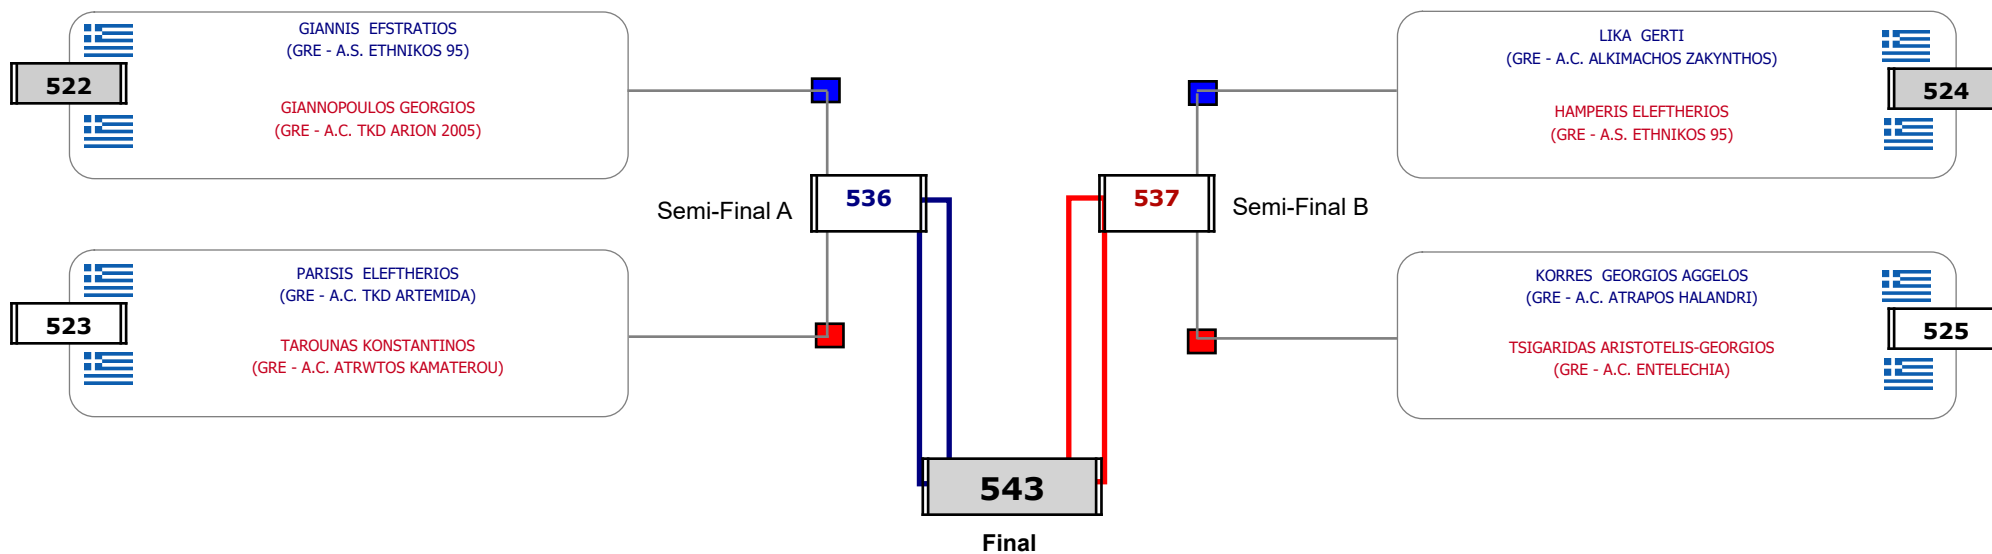 GIANNIS EFSTRATIOS
(GRE - A.S. ETHNIKOS 95)
522
GIANNOPOULOS GEORGIOS
(GRE - A.C. TKD ARION 2005)
LIKA GERTI
(GRE - A.C. ALKIMACHOS ZAKYNTHOS)
524
HAMPERIS ELEFTHERIOS
(GRE - A.S. ETHNIKOS 95)
Semi-Final A
536
537
Semi-Final B
PARISIS ELEFTHERIOS
(GRE - A.C. TKD ARTEMIDA)
523
TAROUNAS KONSTANTINOS
(GRE - A.C. ATRWTOS KAMATEROU)
KORRES GEORGIOS AGGELOS
(GRE - A.C. ATRAPOS HALANDRI)
525
TSIGARIDAS ARISTOTELIS-GEORGIOS
(GRE - A.C. ENTELECHIA)
543
Final